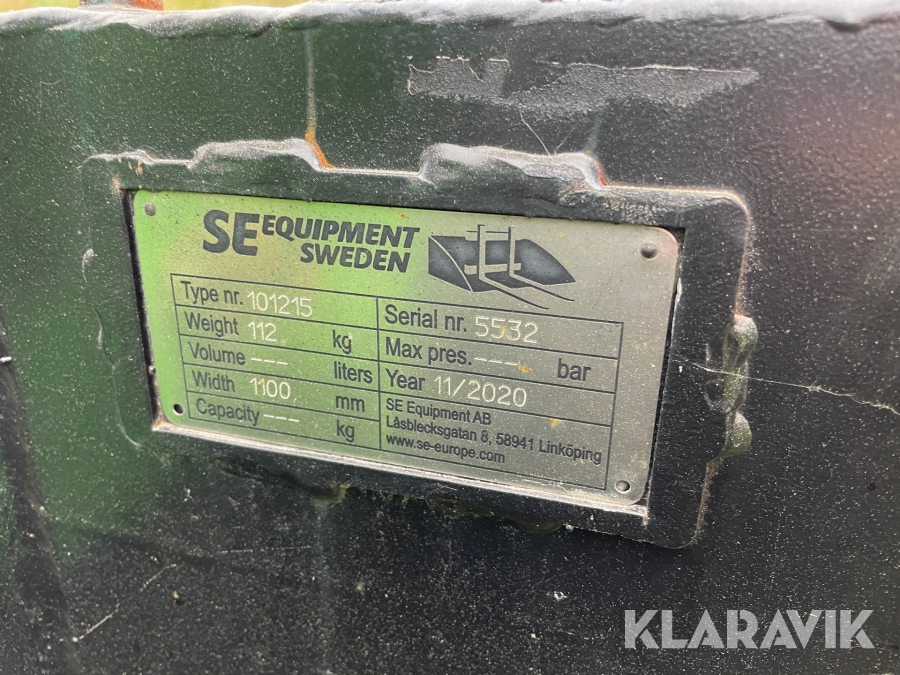 SE EQUIPMENT
SWEDEN
Type nr. 101215
Weight 112 kg
Volume --- liters
Width 1100 mm
Capacity --- kg
Serial nr. 5532
Max pres. --- bar
Year 11/2020
SE Equipment AB
Låsblecksgatan 8, 58941 Linköping
www.se-europe.com
KLARAVIK